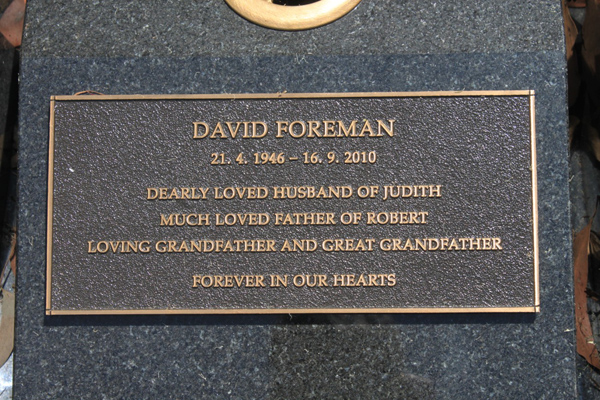 DAVID FOREMAN
21. 4. 1946 – 16. 9. 2010
DEARLY LOVED HUSBAND OF JUDITH
MUCH LOVED FATHER OF ROBERT
LOVING GRANDFATHER AND GREAT GRANDFATHER
FOREVER IN OUR HEARTS